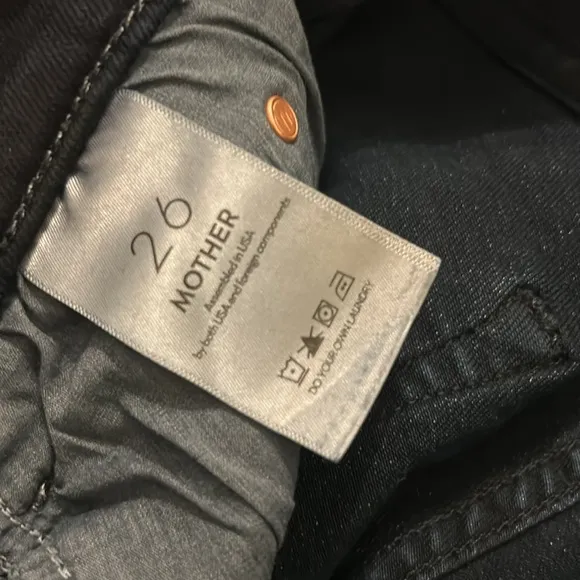 26
MOTHER
Assembled in USA
by both USA and foreign components
DO YOUR OWN LAUNDRY